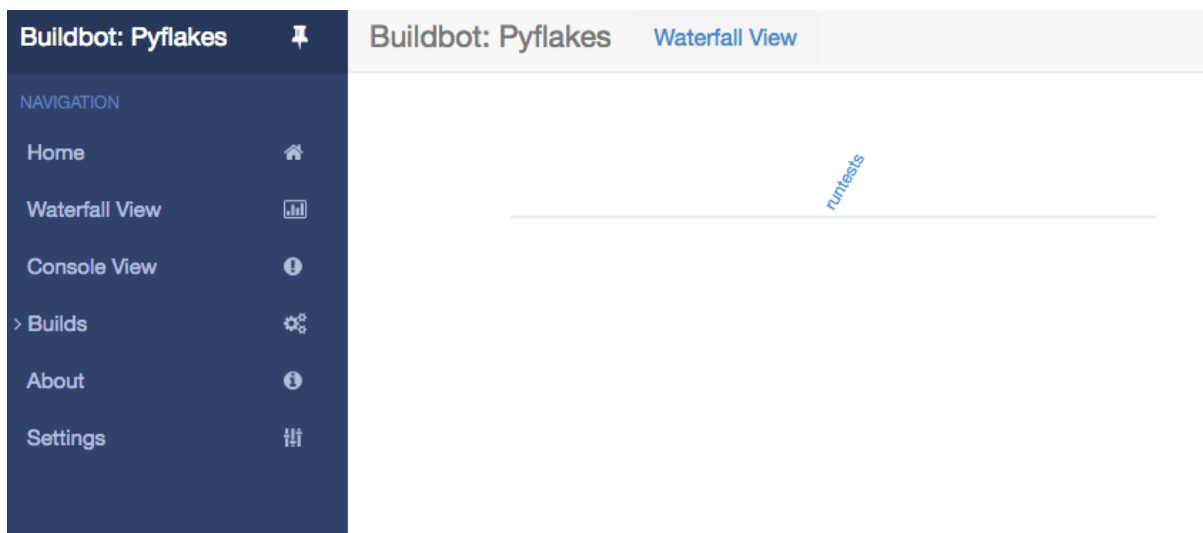 Buildbot: Pyflakes
NAVIGATION
Home
Waterfall View
Console View
Builds
About
Settings
Buildbot: Pyflakes Waterfall View
runtests